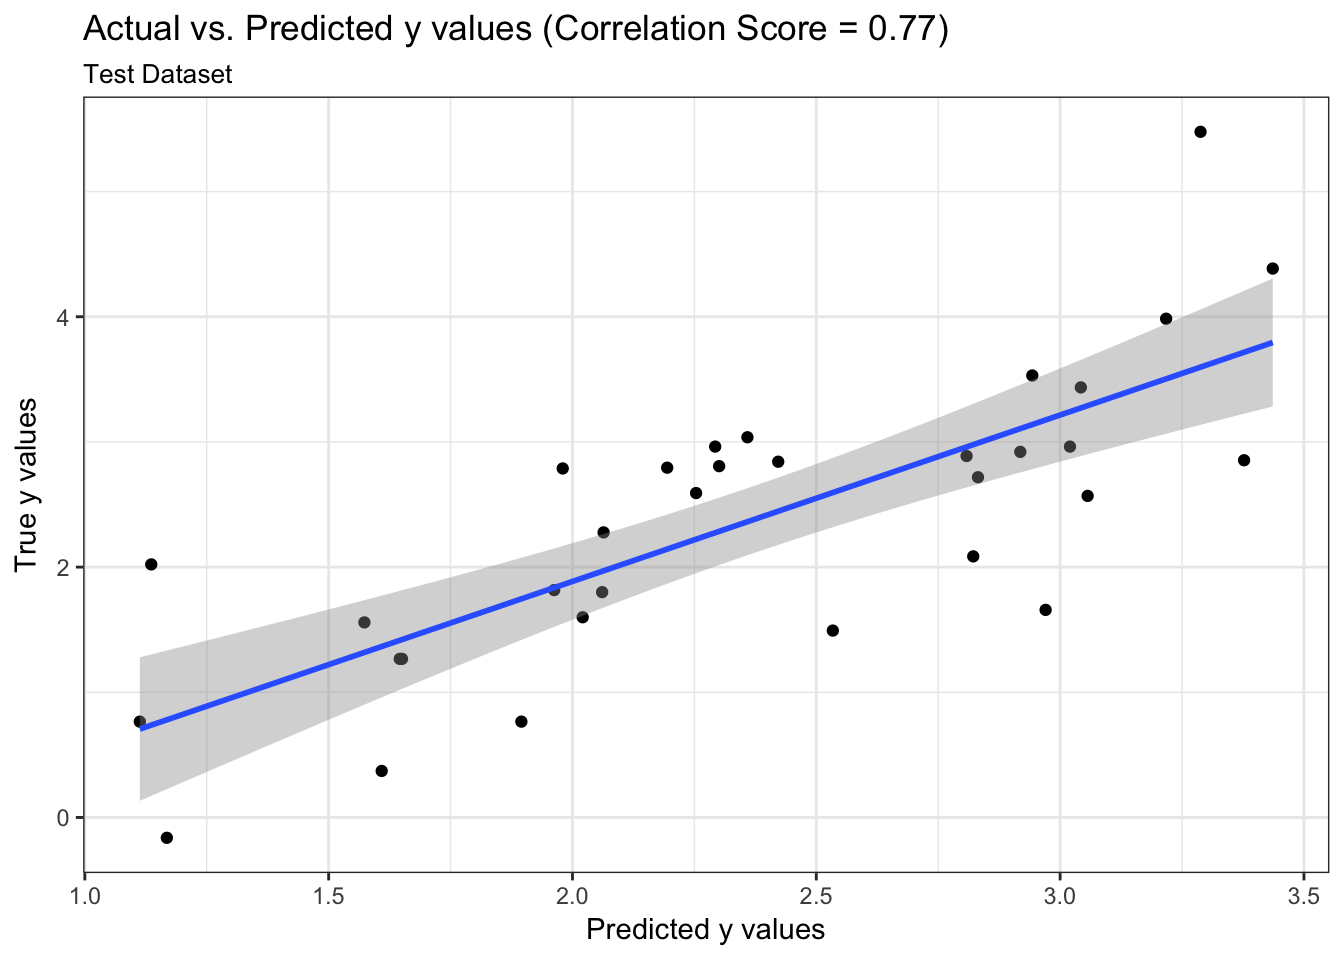 Actual vs. Predicted y values (Correlation Score = 0.77)
Test Dataset
True y values
4
2
0
1.0 1.5 2.0 2.5 3.0 3.5
Predicted y values